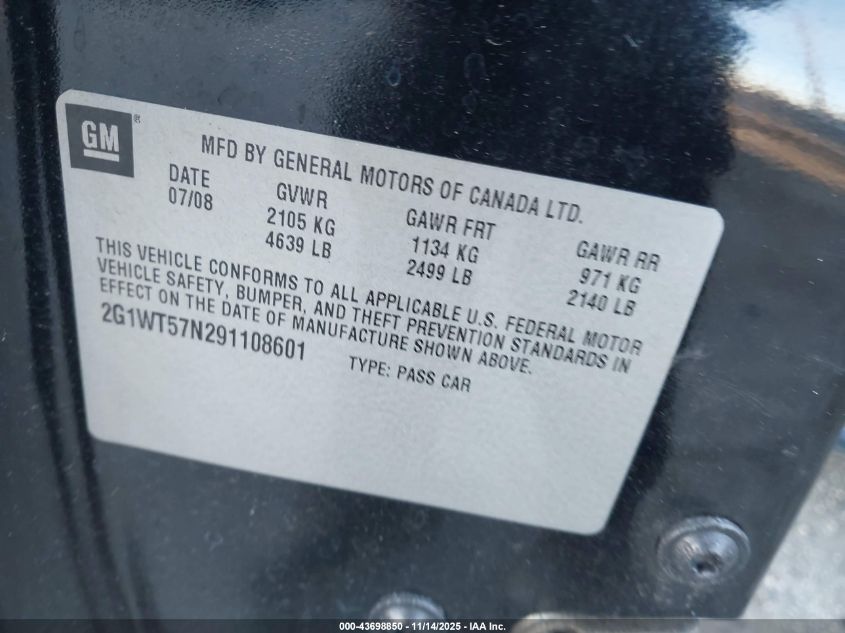 GM®
MFD BY GENERAL MOTORS OF CANADA LTD.
DATE GVWR GAWR FRT GAWR RR
07/08 2105 KG 1134 KG 971 KG
4639 LB 2499 LB 2140 LB
THIS VEHICLE CONFORMS TO ALL APPLICABLE U.S. FEDERAL MOTOR
VEHICLE SAFETY, BUMPER, AND THEFT PREVENTION STANDARDS IN
EFFECT ON THE DATE OF MANUFACTURE SHOWN ABOVE.
2G1WT57N291108601 TYPE: PASS CAR
000-43698850 - 11/14/2025 - IAA Inc.